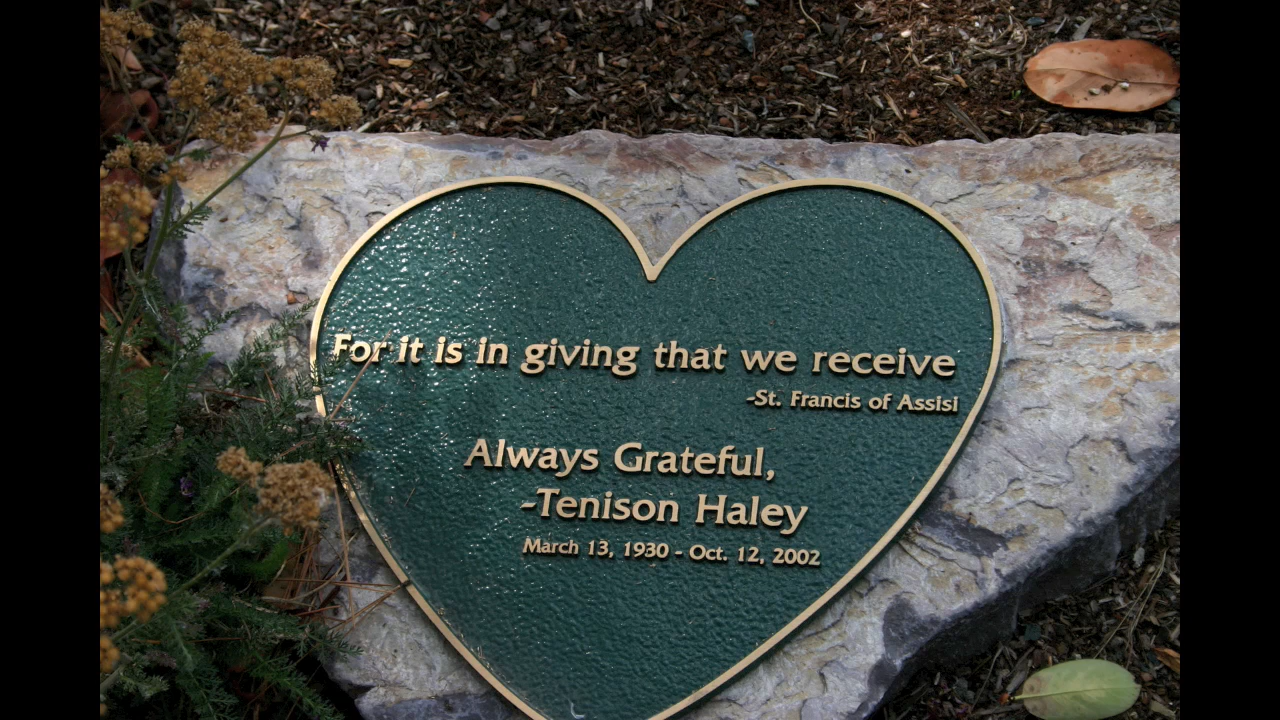 For it is in giving that we receive
-St. Francis of Assisi
Always Grateful,
-Tenison Haley
March 13, 1930 - Oct. 12, 2002